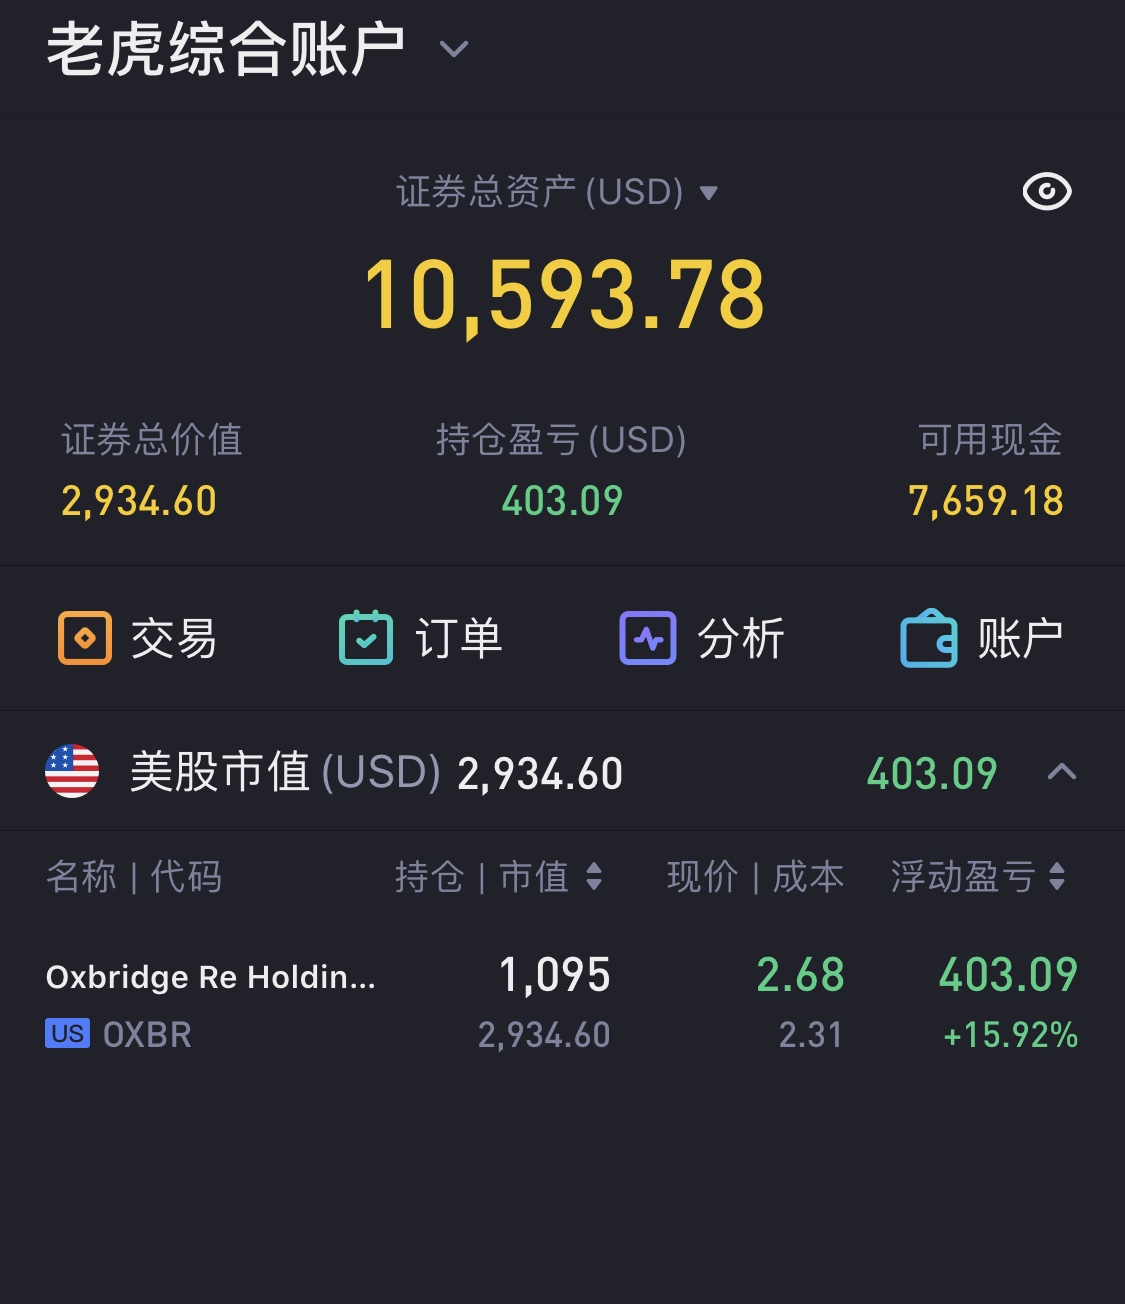 老虎综合账户
证券总资产(USD)
10,593.78
证券总价值 持仓盈亏(USD) 可用现金
2,934.60 403.09 7,659.18
交易 订单 分析 账户
美股市值(USD) 2,934.60 403.09
名称 | 代码 持仓 | 市值 现价 | 成本 浮动盈亏
Oxbridge Re Holdin... 1,095 2.68 403.09
US OXBR 2,934.60 2.31 +15.92%